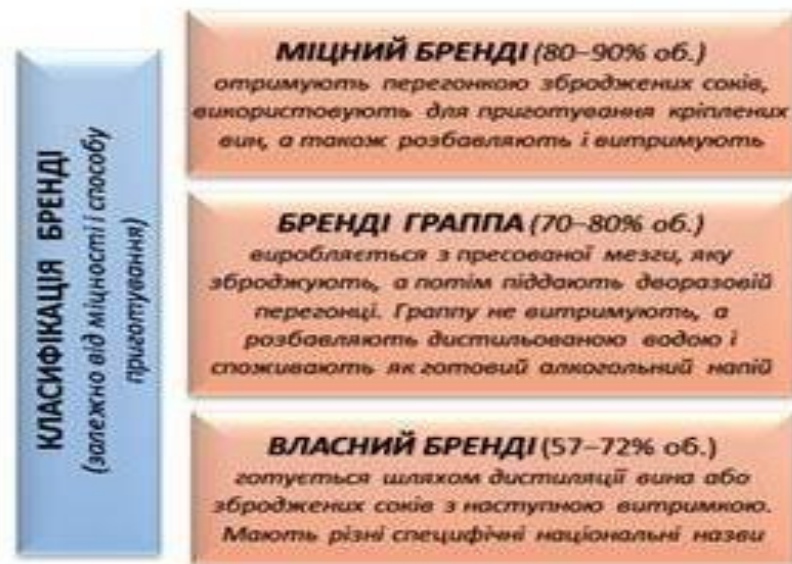 КЛАСИФІКАЦІЯ БРЕНДІ
(залежно від міцності і способу
приготування)
МІЦНИЙ БРЕНДІ (80–90% об.)
отримують перегонкою зброджених соків,
використовують для приготування кріплених
вин, а також розбавляють і витримують
БРЕНДІ ГРАППА (70–80% об.)
виробляється з пресованої мезги, яку
зброджують, а потім піддають дворазовій
перегонці. Граппу не витримують, а
розбавляють дистильованою водою і
споживають як готовий алкогольний напій
ВЛАСНИЙ БРЕНДІ (57–72% об.)
готується шляхом дистиляції вина або
зброджених соків з наступною витримкою.
Мають різні специфічні національні назви